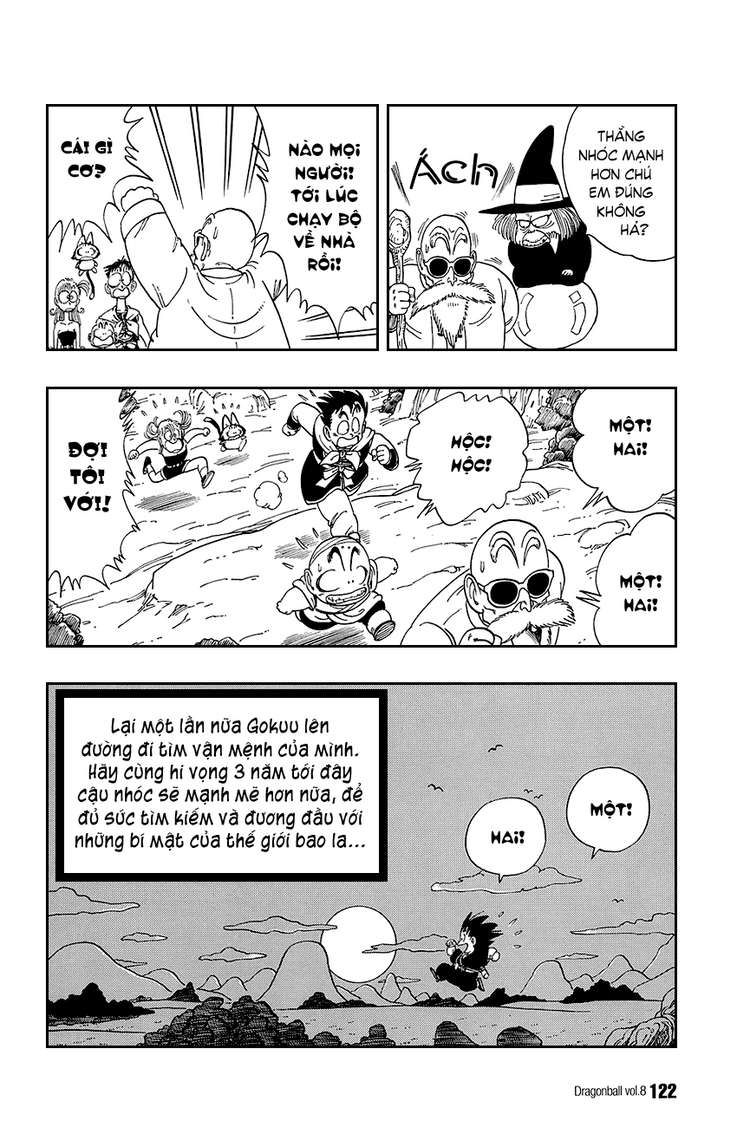 THẰNG
NHÓC MẠNH
HƠN CHÚ
EM ĐÚNG
KHÔNG
HẢ?
ÁCH
NÀO MỌI
NGƯỜI!
TỚI LÚC
CHẠY BỘ
VỀ NHÀ
RỒI!
CÁI GÌ
CƠ?
MỘT!
HAI!
HỘC!
HỘC!
MỘT!
HAI!
ĐỢI
TÔI
VỚI!
Lại một lần nữa Gokuu lên
đường đi tìm vận mệnh của mình.
Hãy cùng hi vọng 3 năm tới đây
cậu nhóc sẽ mạnh mẽ hơn nữa, để
đủ sức tìm kiếm và đương đầu với
những bí mật của thế giới bao la...
MỘT!
HAI!
Dragonball vol.8 122